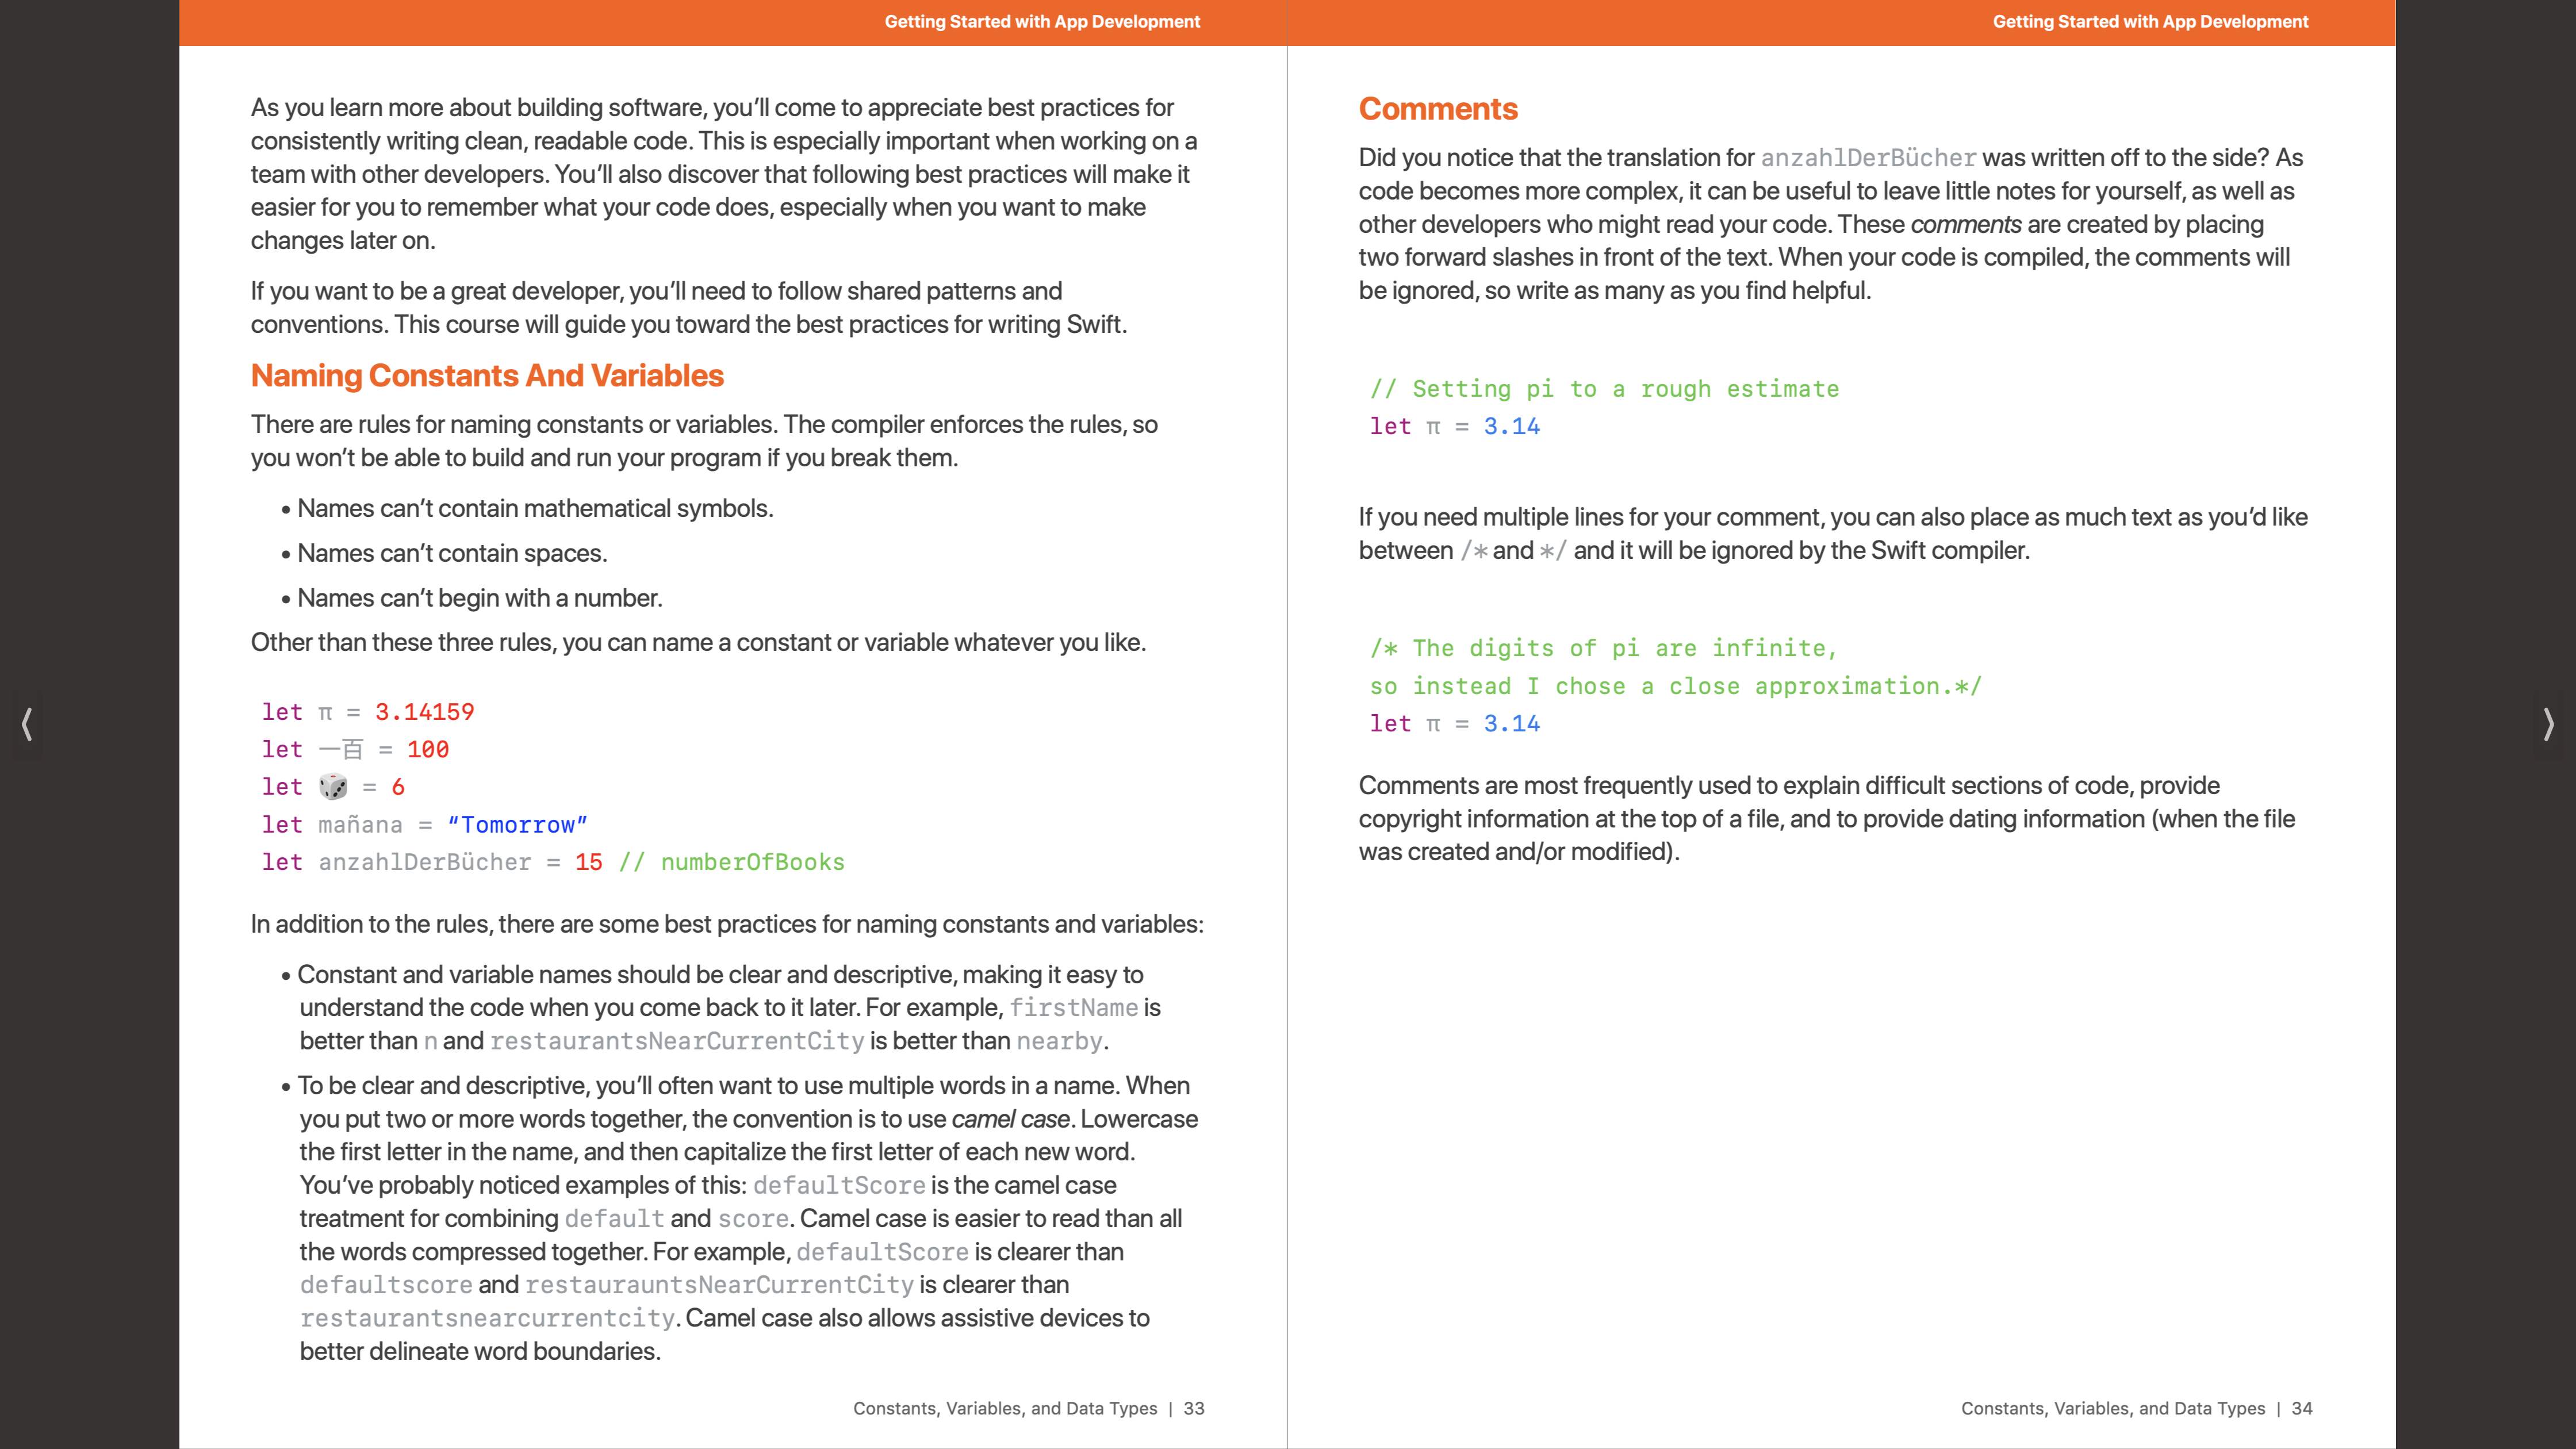 Getting Started with App Development
As you learn more about building software, you’ll come to appreciate best practices for
consistently writing clean, readable code. This is especially important when working on a
team with other developers. You’ll also discover that following best practices will make it
easier for you to remember what your code does, especially when you want to make
changes later on.
If you want to be a great developer, you’ll need to follow shared patterns and
conventions. This course will guide you toward the best practices for writing Swift.
Naming Constants And Variables
There are rules for naming constants or variables. The compiler enforces the rules, so
you won’t be able to build and run your program if you break them.
• Names can’t contain mathematical symbols.
• Names can’t contain spaces.
• Names can’t begin with a number.
Other than these three rules, you can name a constant or variable whatever you like.
let π = 3.14159
let 一百 = 100
let 🎲 = 6
let mañana = “Tomorrow”
let anzahlDerBücher = 15 // numberOfBooks
In addition to the rules, there are some best practices for naming constants and variables:
• Constant and variable names should be clear and descriptive, making it easy to
understand the code when you come back to it later. For example, firstName is
better than n and restaurantsNearCurrentCity is better than nearby.
• To be clear and descriptive, you’ll often want to use multiple words in a name. When
you put two or more words together, the convention is to use camel case. Lowercase
the first letter in the name, and then capitalize the first letter of each new word.
You’ve probably noticed examples of this: defaultScore is the camel case
treatment for combining default and score. Camel case is easier to read than all
the words compressed together. For example, defaultScore is clearer than
defaultscore and restaurauntsNearCurrentCity is clearer than
restaurantsnearcurrentcity. Camel case also allows assistive devices to
better delineate word boundaries.
Constants, Variables, and Data Types | 33
Getting Started with App Development
Comments
Did you notice that the translation for anzahlDerBücher was written off to the side? As
code becomes more complex, it can be useful to leave little notes for yourself, as well as
other developers who might read your code. These comments are created by placing
two forward slashes in front of the text. When your code is compiled, the comments will
be ignored, so write as many as you find helpful.
// Setting pi to a rough estimate
let π = 3.14
If you need multiple lines for your comment, you can also place as much text as you’d like
between /* and */ and it will be ignored by the Swift compiler.
/* The digits of pi are infinite,
so instead I chose a close approximation.*/
let π = 3.14
Comments are most frequently used to explain difficult sections of code, provide
copyright information at the top of a file, and to provide dating information (when the file
was created and/or modified).
Constants, Variables, and Data Types | 34